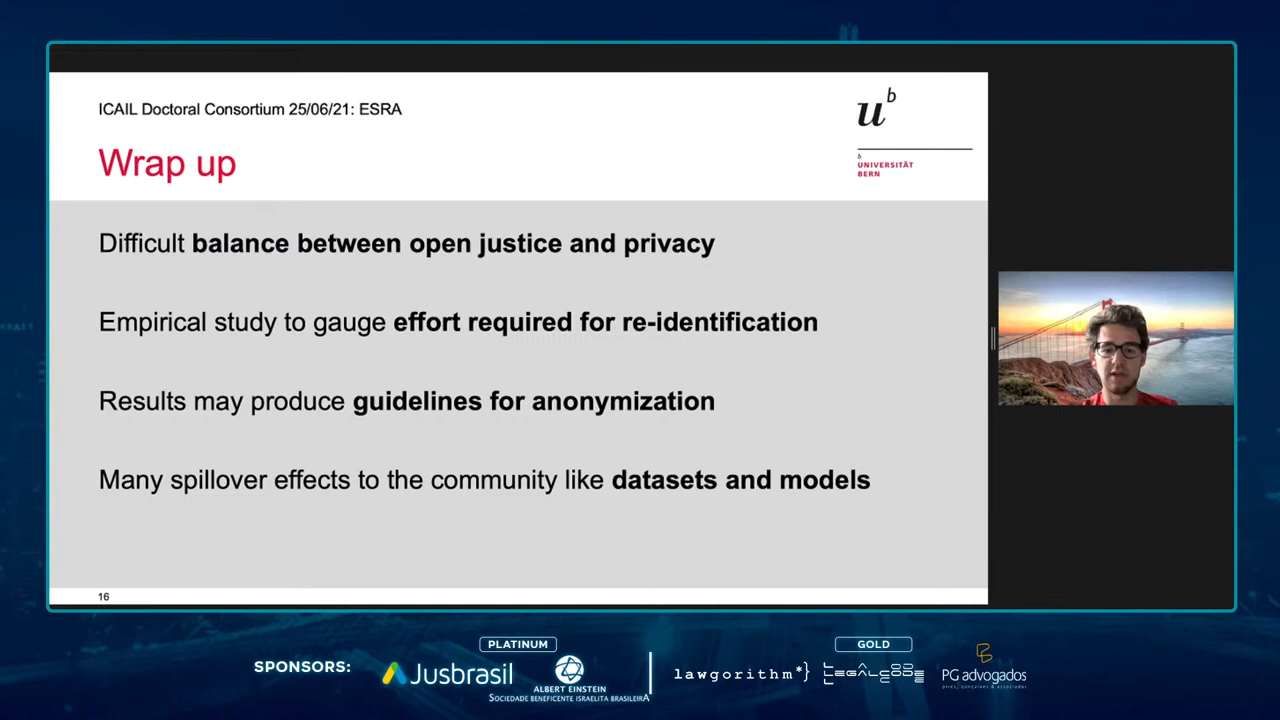 ICAIL Doctoral Consortium 25/06/21: ESRA
u b
b
UNIVERSITÄT
BERN
Wrap up
Difficult balance between open justice and privacy
Empirical study to gauge effort required for re-identification
Results may produce guidelines for anonymization
Many spillover effects to the community like datasets and models
16
SPONSORS:
PLATINUM
Jusbrasil
ALBERT EINSTEIN
SOCIEDADE BENEFICENTE ISRAELITA BRASILEIRA
GOLD
lawgorithm*}
LEGALCODE
PG advogados